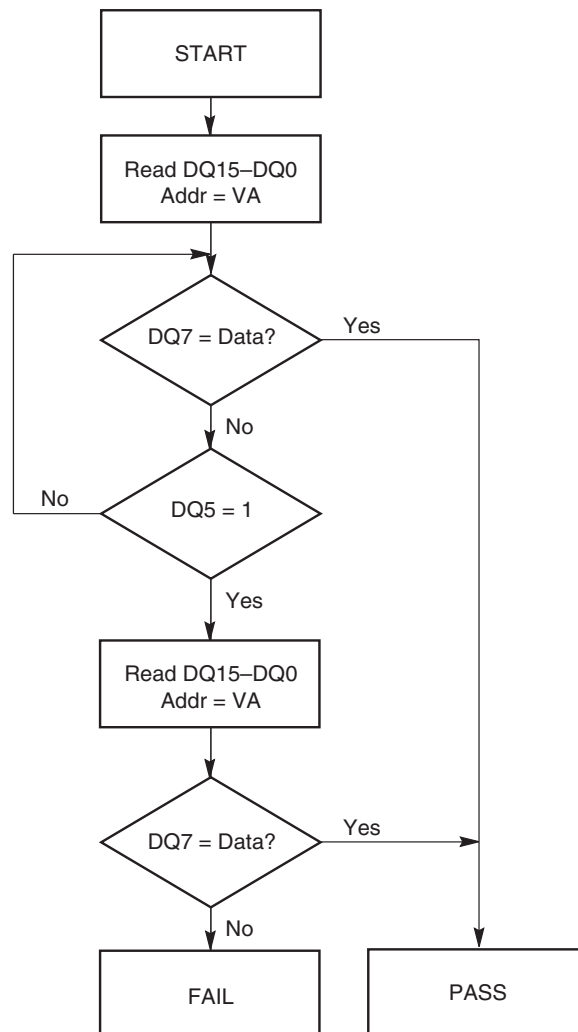 START
Read DQ15–DQ0
Addr = VA
DQ7 = Data?
Yes
No
DQ5 = 1
No
Yes
Read DQ15–DQ0
Addr = VA
DQ7 = Data?
Yes
No
FAIL
PASS